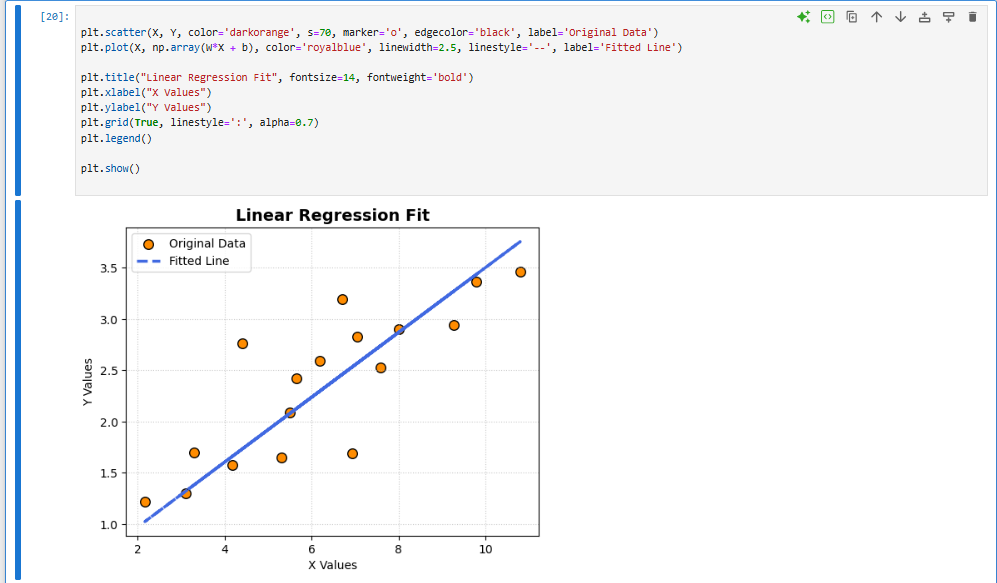 [20]:
plt.scatter(X, Y, color='darkorange', s=70, marker='o', edgecolor='black', label='Original Data')
plt.plot(X, np.array(W*X + b), color='royalblue', linewidth=2.5, linestyle='--', label='Fitted Line')
plt.title("Linear Regression Fit", fontsize=14, fontweight='bold')
plt.xlabel("X Values")
plt.ylabel("Y Values")
plt.grid(True, linestyle=':', alpha=0.7)
plt.legend()
plt.show()
Linear Regression Fit
Original Data
Fitted Line
3.5
3.0
2.5
2.0
1.5
1.0
Y Values
2 4 6 8 10
X Values